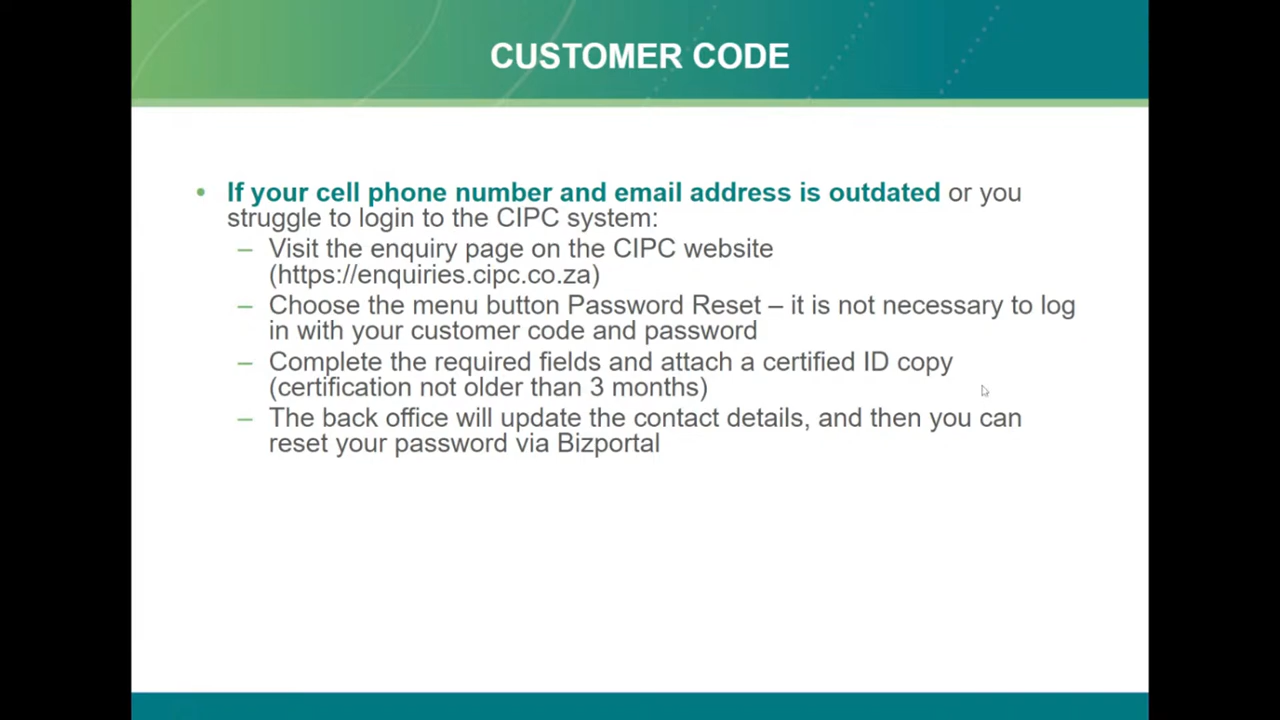 CUSTOMER CODE
• If your cell phone number and email address is outdated or you
struggle to login to the CIPC system:
– Visit the enquiry page on the CIPC website
(https://enquiries.cipc.co.za)
– Choose the menu button Password Reset – it is not necessary to log
in with your customer code and password
– Complete the required fields and attach a certified ID copy
(certification not older than 3 months)
– The back office will update the contact details, and then you can
reset your password via Bizportal